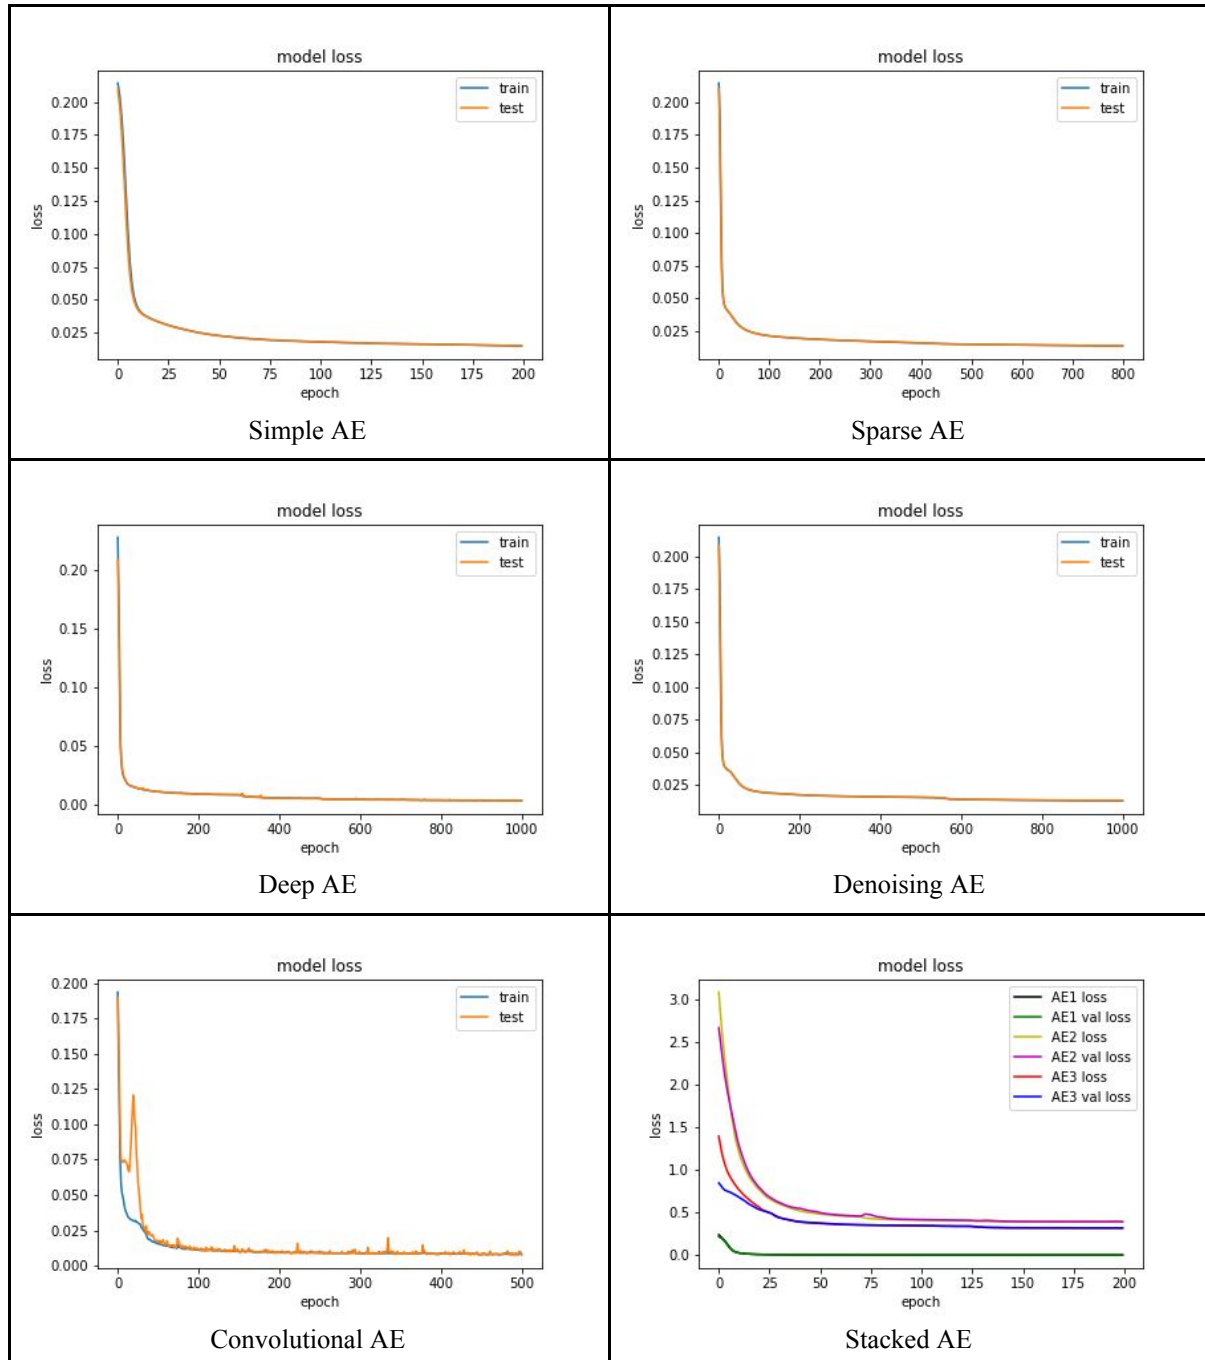 model loss
train
test
0.200
0.175
0.150
0.125
0.100
0.075
0.050
0.025
loss
0 25 50 75 100 125 150 175 200
epoch
Simple AE
model loss
train
test
0.200
0.175
0.150
0.125
0.100
0.075
0.050
0.025
loss
0 100 200 300 400 500 600 700 800
epoch
Sparse AE
model loss
train
test
0.20
0.15
0.10
0.05
0.00
loss
0 200 400 600 800 1000
epoch
Deep AE
model loss
train
test
0.200
0.175
0.150
0.125
0.100
0.075
0.050
0.025
loss
0 200 400 600 800 1000
epoch
Denoising AE
model loss
train
test
0.200
0.175
0.150
0.125
0.100
0.075
0.050
0.025
0.000
loss
0 100 200 300 400 500
epoch
Convolutional AE
model loss
AE1 loss
AE1 val loss
AE2 loss
AE2 val loss
AE3 loss
AE3 val loss
3.0
2.5
2.0
1.5
1.0
0.5
0.0
loss
0 25 50 75 100 125 150 175 200
epoch
Stacked AE